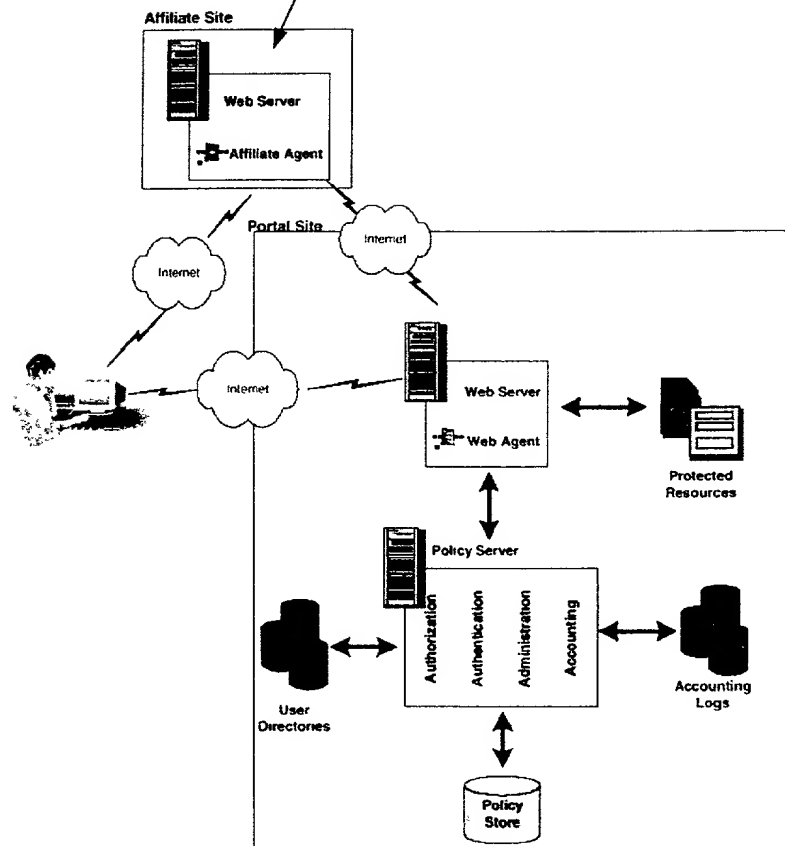 Affiliate Site
Web Server
Affiliate Agent
Portal Site
Internet
Internet
Internet
Web Server
Web Agent
Protected
Resources
Policy Server
Authorization
Authentication
Administration
Accounting
User
Directories
Accounting
Logs
Policy
Store